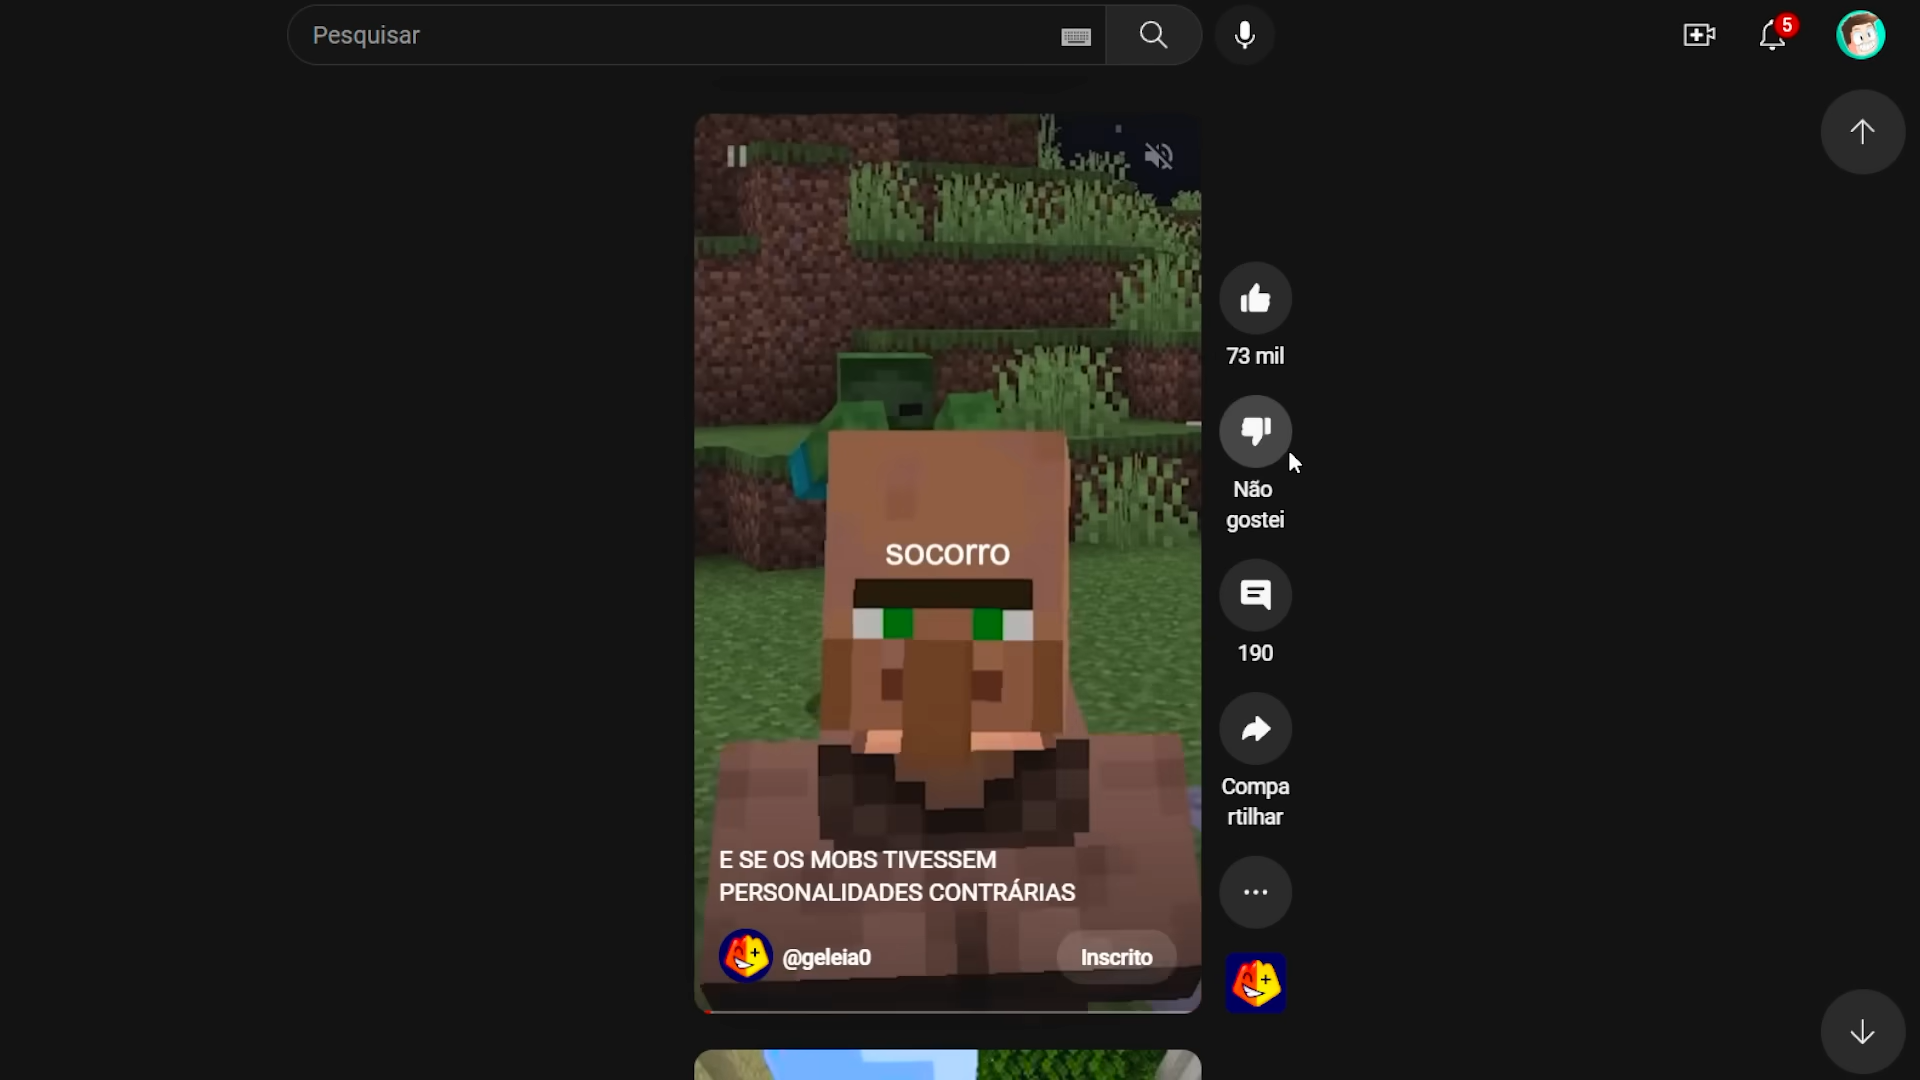 Pesquisar
5
73 mil
Não
gostei
socorro
190
Compa
rtilhar
E SE OS MOBS TIVESSEM
PERSONALIDADES CONTRÁRIAS
@geleia0
Inscrito